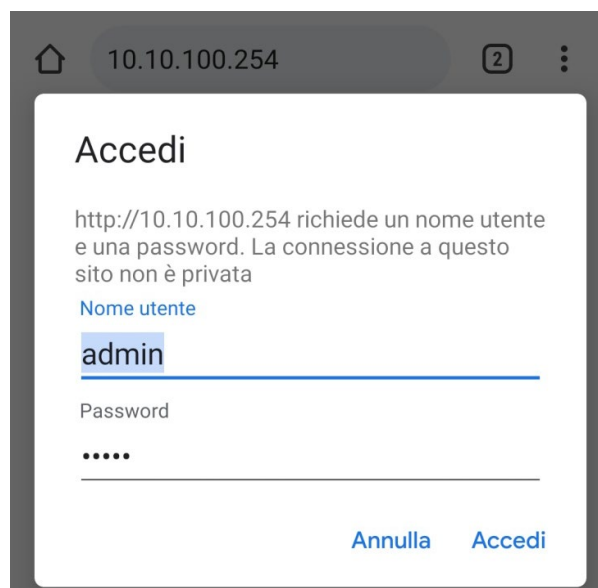 10.10.100.254
2
Accedi
http://10.10.100.254 richiede un nome utente
e una password. La connessione a questo
sito non è privata
Nome utente
admin
Password
•••••
Annulla Accedi